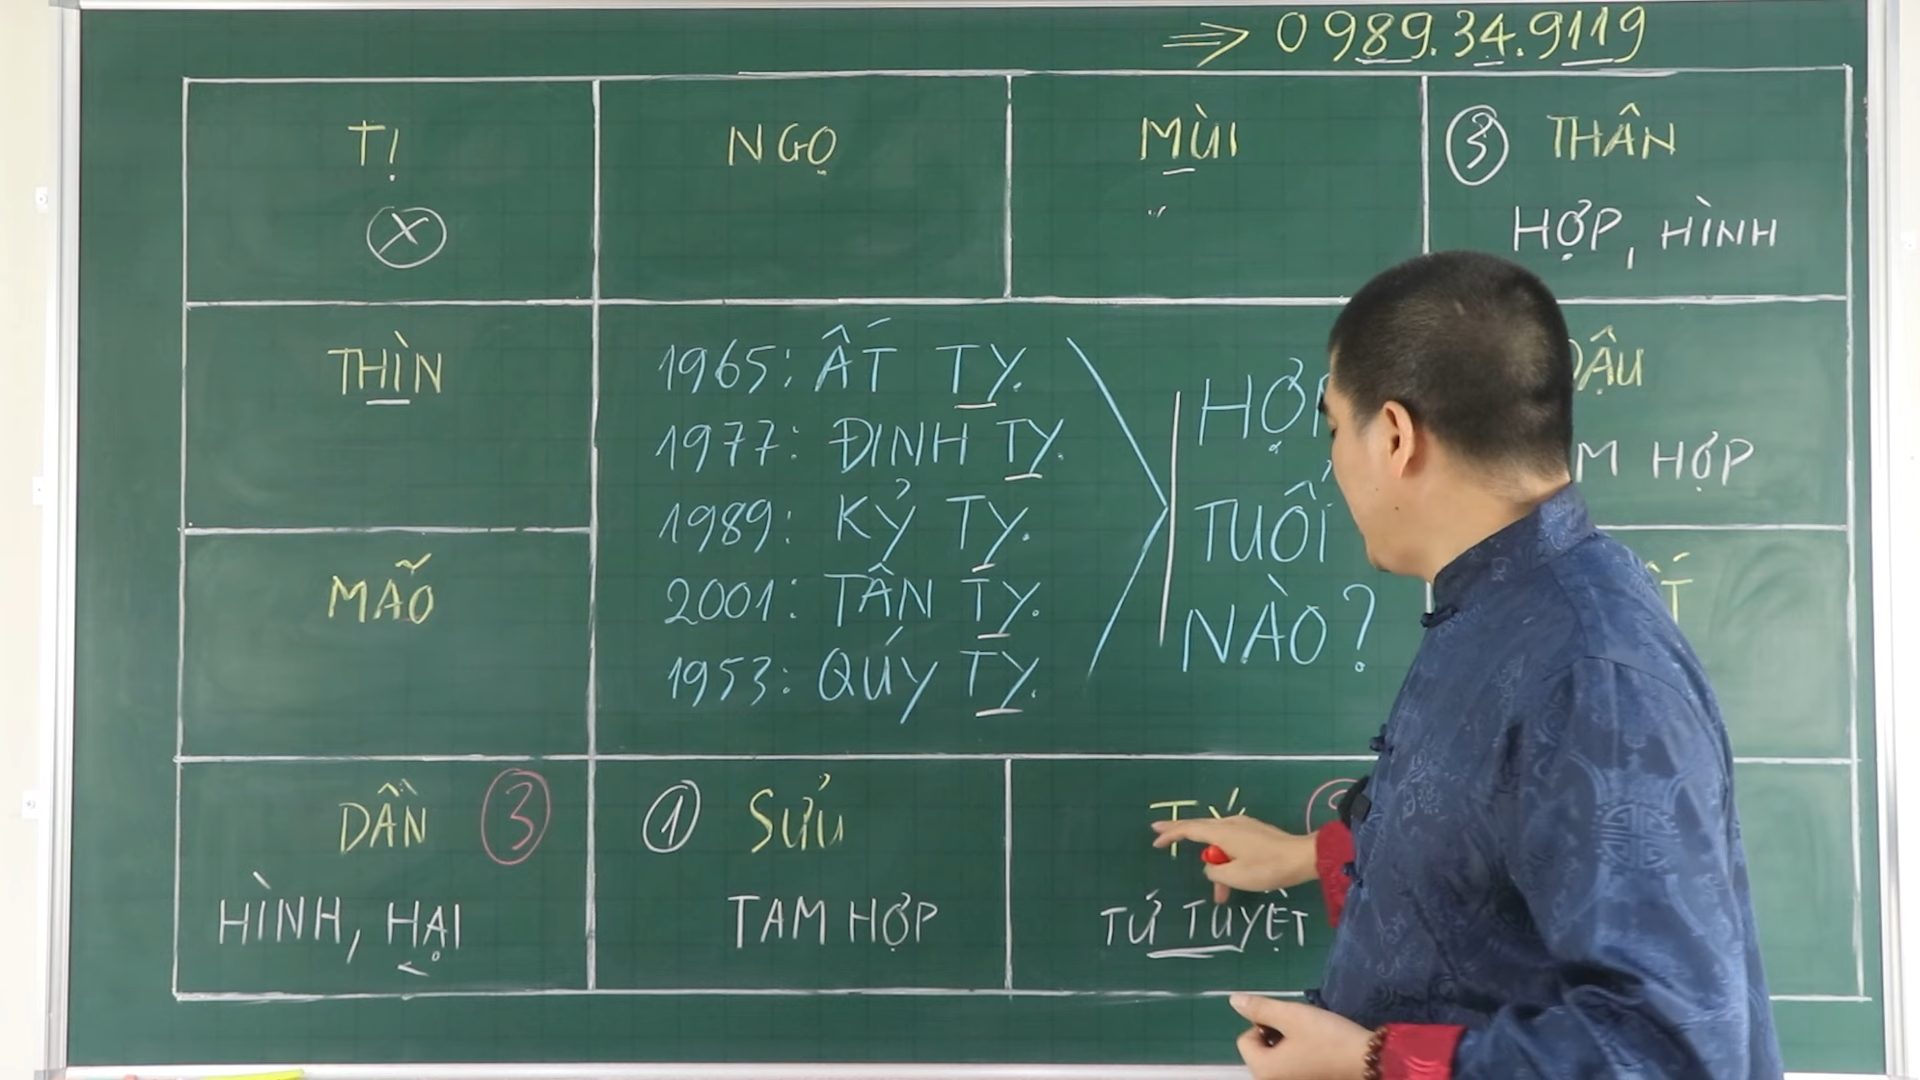 ⇒ 0989.34.9119
TỊ
X
NGỌ
MÙI
③ THÂN
HỢP, HÌNH
THÌN
1965: ẤT TỴ.
1977: ĐINH TỴ.
1989: KỶ TỴ.
2001: TÂN TỴ.
1953: QUÝ TỴ.
TUỔI
NÀO?
HỢP
MÃO
DẦN ③
HÌNH, HẠI
① SỬU
TAM HỢP
TỨ TUYỆT